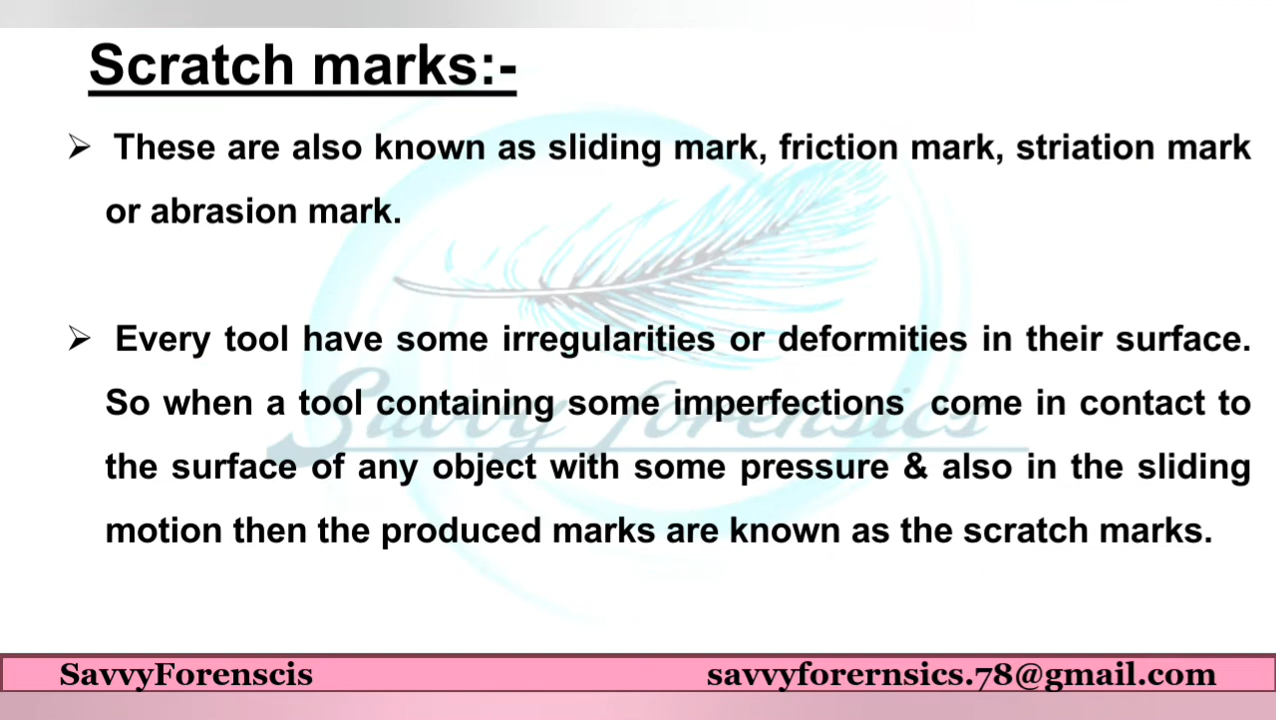 Scratch marks:-
➢ These are also known as sliding mark, friction mark, striation mark
or abrasion mark.
➢ Every tool have some irregularities or deformities in their surface.
So when a tool containing some imperfections come in contact to
the surface of any object with some pressure & also in the sliding
motion then the produced marks are known as the scratch marks.
Savvy forensics
SavvyForenscis
savvyforernsics.78@gmail.com